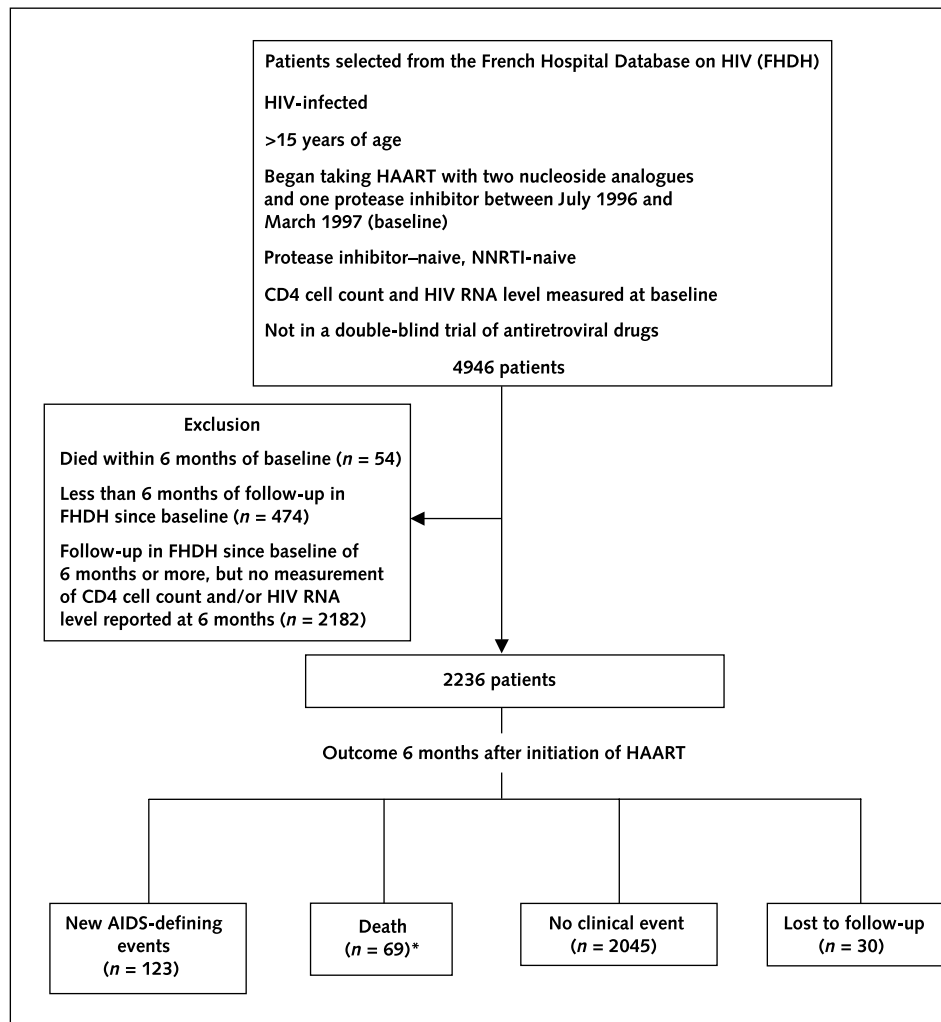 Patients selected from the French Hospital Database on HIV (FHDH)
HIV-infected
>15 years of age
Began taking HAART with two nucleoside analogues
and one protease inhibitor between July 1996 and
March 1997 (baseline)
Protease inhibitor–naive, NNRTI-naive
CD4 cell count and HIV RNA level measured at baseline
Not in a double-blind trial of antiretroviral drugs
4946 patients
Exclusion
Died within 6 months of baseline (n = 54)
Less than 6 months of follow-up in
FHDH since baseline (n = 474)
Follow-up in FHDH since baseline of
6 months or more, but no measurement
of CD4 cell count and/or HIV RNA
level reported at 6 months (n = 2182)
2236 patients
Outcome 6 months after initiation of HAART
New AIDS-defining
events
(n = 123)
Death
(n = 69)*
No clinical event
(n = 2045)
Lost to follow-up
(n = 30)